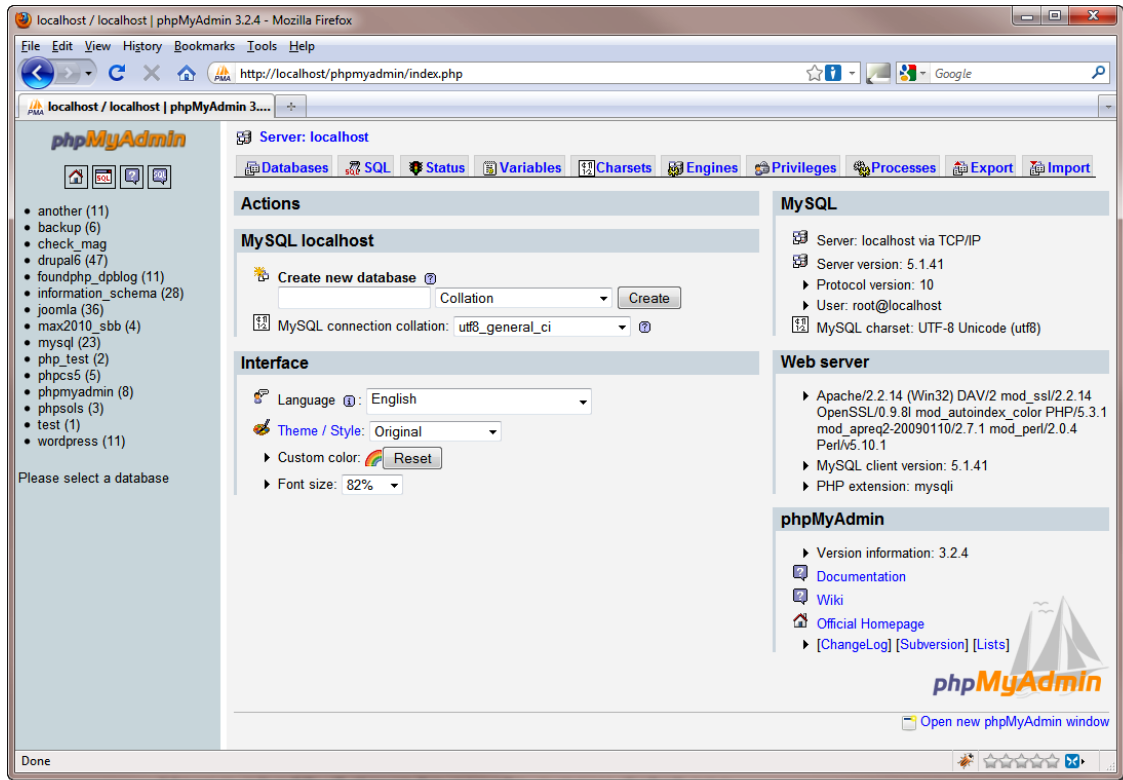 localhost / localhost | phpMyAdmin 3.2.4 - Mozilla Firefox
File Edit View History Bookmarks Tools Help
PMA http://localhost/phpmyadmin/index.php Google
PMA localhost / localhost | phpMyAdmin 3....
phpMyAdmin
SQL
another (11)
backup (6)
check_mag
drupal6 (47)
foundphp_dpblog (11)
information_schema (28)
joomla (36)
max2010_sbb (4)
mysql (23)
php_test (2)
phpcs5 (5)
phpmyadmin (8)
phpsols (3)
test (1)
wordpress (11)
Please select a database
Server: localhost
Databases SQL Status Variables Charsets Engines Privileges Processes Export Import
Actions
MySQL localhost
Create new database
Collation Create
MySQL connection collation: utf8_general_ci
Interface
Language : English
Theme / Style: Original
Custom color: Reset
Font size: 82%
MySQL
Server: localhost via TCP/IP
Server version: 5.1.41
Protocol version: 10
User: root@localhost
MySQL charset: UTF-8 Unicode (utf8)
Web server
Apache/2.2.14 (Win32) DAV/2 mod_ssl/2.2.14
OpenSSL/0.9.8l mod_autoindex_color PHP/5.3.1
mod_apreq2-20090110/2.7.1 mod_perl/2.0.4
Perl/v5.10.1
MySQL client version: 5.1.41
PHP extension: mysqli
phpMyAdmin
Version information: 3.2.4
Documentation
Wiki
Official Homepage
[ChangeLog] [Subversion] [Lists]
phpMyAdmin
Open new phpMyAdmin window
Done